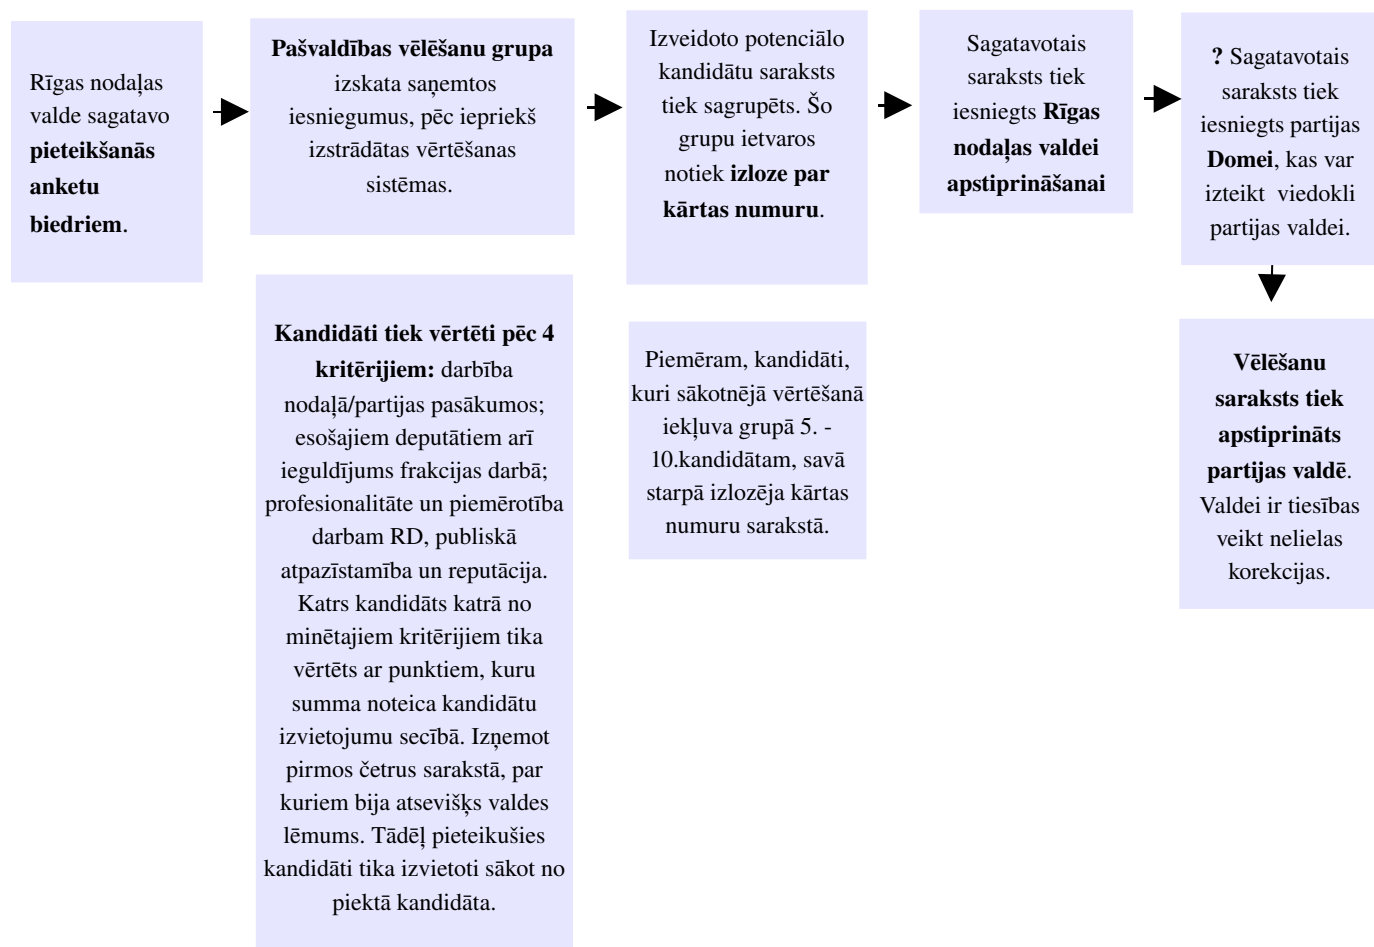 Rīgas nodaļas
valde sagatavo
pieteikšanās
anketu
biedriem.
Pašvaldības vēlēšanu grupa
izskata saņemtos
iesniegumus, pēc iepriekš
izstrādātas vērtēšanas
sistēmas.
Izveidoto potenciālo
kandidātu saraksts
tiek sagrupēts. Šo
grupu ietvaros
notiek izloze par
kārtas numuru.
Sagatavotais
saraksts tiek
iesniegts Rīgas
nodaļas valdei
apstiprināšanai
? Sagatavotais
saraksts tiek
iesniegts partijas
Domei, kas var
izteikt viedokli
partijas valdei.
Kandidāti tiek vērtēti pēc 4
kritērijiem: darbība
nodaļā/partijas pasākumos;
esošajiem deputātiem arī
ieguldījums frakcijas darbā;
profesionalitāte un piemērotība
darbam RD, publiskā
atpazīstamība un reputācija.
Katrs kandidāts katrā no
minētajiem kritērijiem tika
vērtēts ar punktiem, kuru
summa noteica kandidātu
izvietojumu secībā. Izņemot
pirmos četrus sarakstā, par
kuriem bija atsevišķs valdes
lēmums. Tādēļ pieteikušies
kandidāti tika izvietoti sākot no
piektā kandidāta.
Piemēram, kandidāti,
kuri sākotnējā vērtēšanā
iekļuva grupā 5. -
10.kandidātam, savā
starpā izlozēja kārtas
numuru sarakstā.
Vēlēšanu
saraksts tiek
apstiprināts
partijas valdē.
Valdei ir tiesības
veikt nelielas
korekcijas.